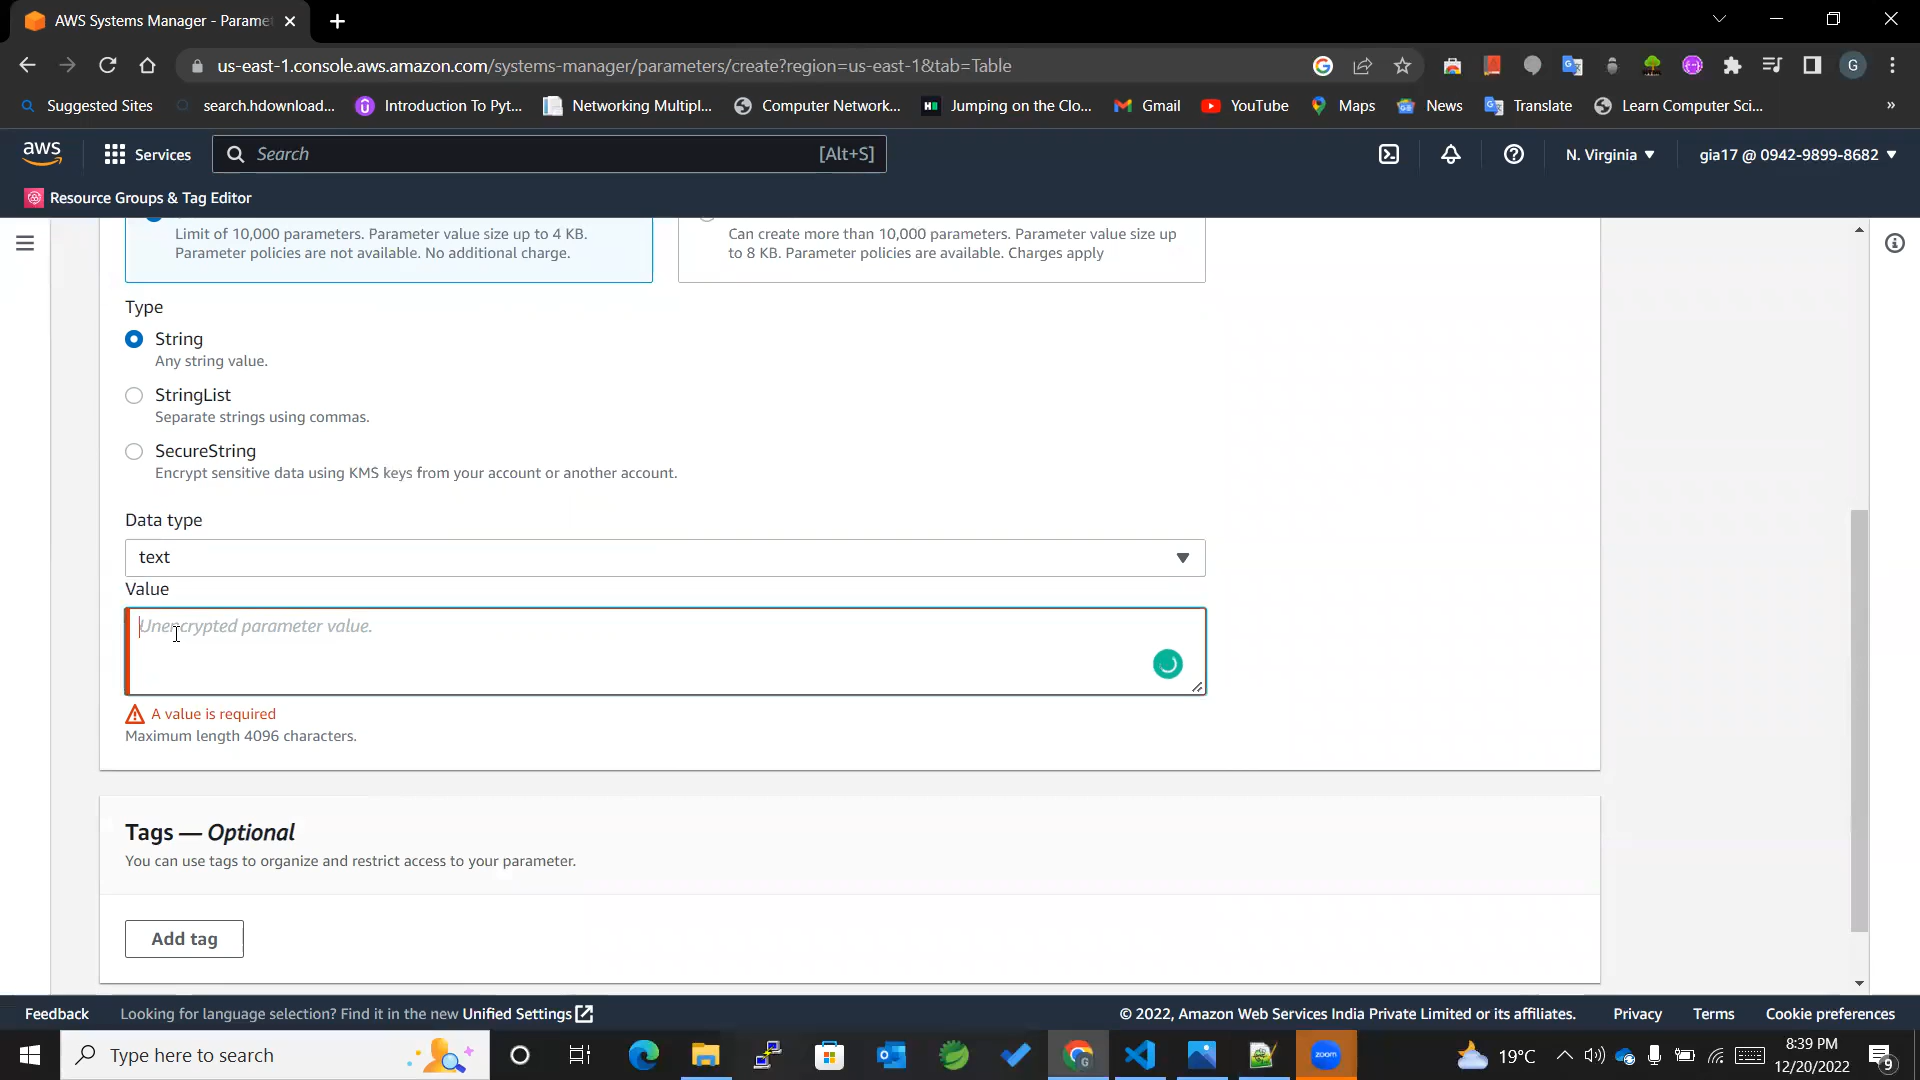 AWS Systems Manager - Parame
us-east-1.console.aws.amazon.com/systems-manager/parameters/create?region=us-east-1&tab=Table
G
Suggested Sites
search.hdownload...
Introduction To Pyt...
Networking Multipl...
Computer Network...
Jumping on the Clo...
Gmail
YouTube
Maps
News
Translate
Learn Computer Sci...
»
aws
Services
Search
[Alt+S]
N. Virginia
gia17 @ 0942-9899-8682
Resource Groups & Tag Editor
Limit of 10,000 parameters. Parameter value size up to 4 KB.
Parameter policies are not available. No additional charge.
Can create more than 10,000 parameters. Parameter value size up
to 8 KB. Parameter policies are available. Charges apply
Type
String
Any string value.
StringList
Separate strings using commas.
SecureString
Encrypt sensitive data using KMS keys from your account or another account.
Data type
text
Value
Unencrypted parameter value.
A value is required
Maximum length 4096 characters.
Tags — Optional
You can use tags to organize and restrict access to your parameter.
Add tag
Feedback
Looking for language selection? Find it in the new Unified Settings
© 2022, Amazon Web Services India Private Limited or its affiliates.
Privacy
Terms
Cookie preferences
Type here to search
zoom
19°C
8:39 PM
12/20/2022
9